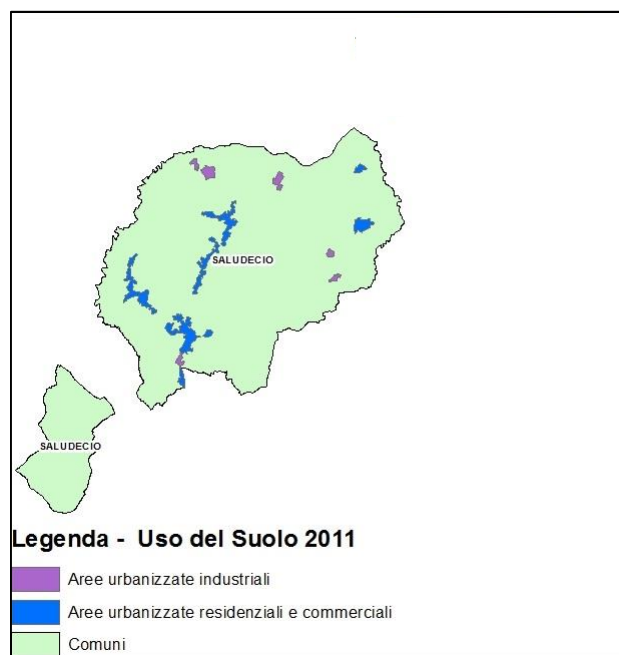 SALUDECIO
SALUDECIO
Legenda - Uso del Suolo 2011
Aree urbanizzate industriali
Aree urbanizzate residenziali e commerciali
Comuni